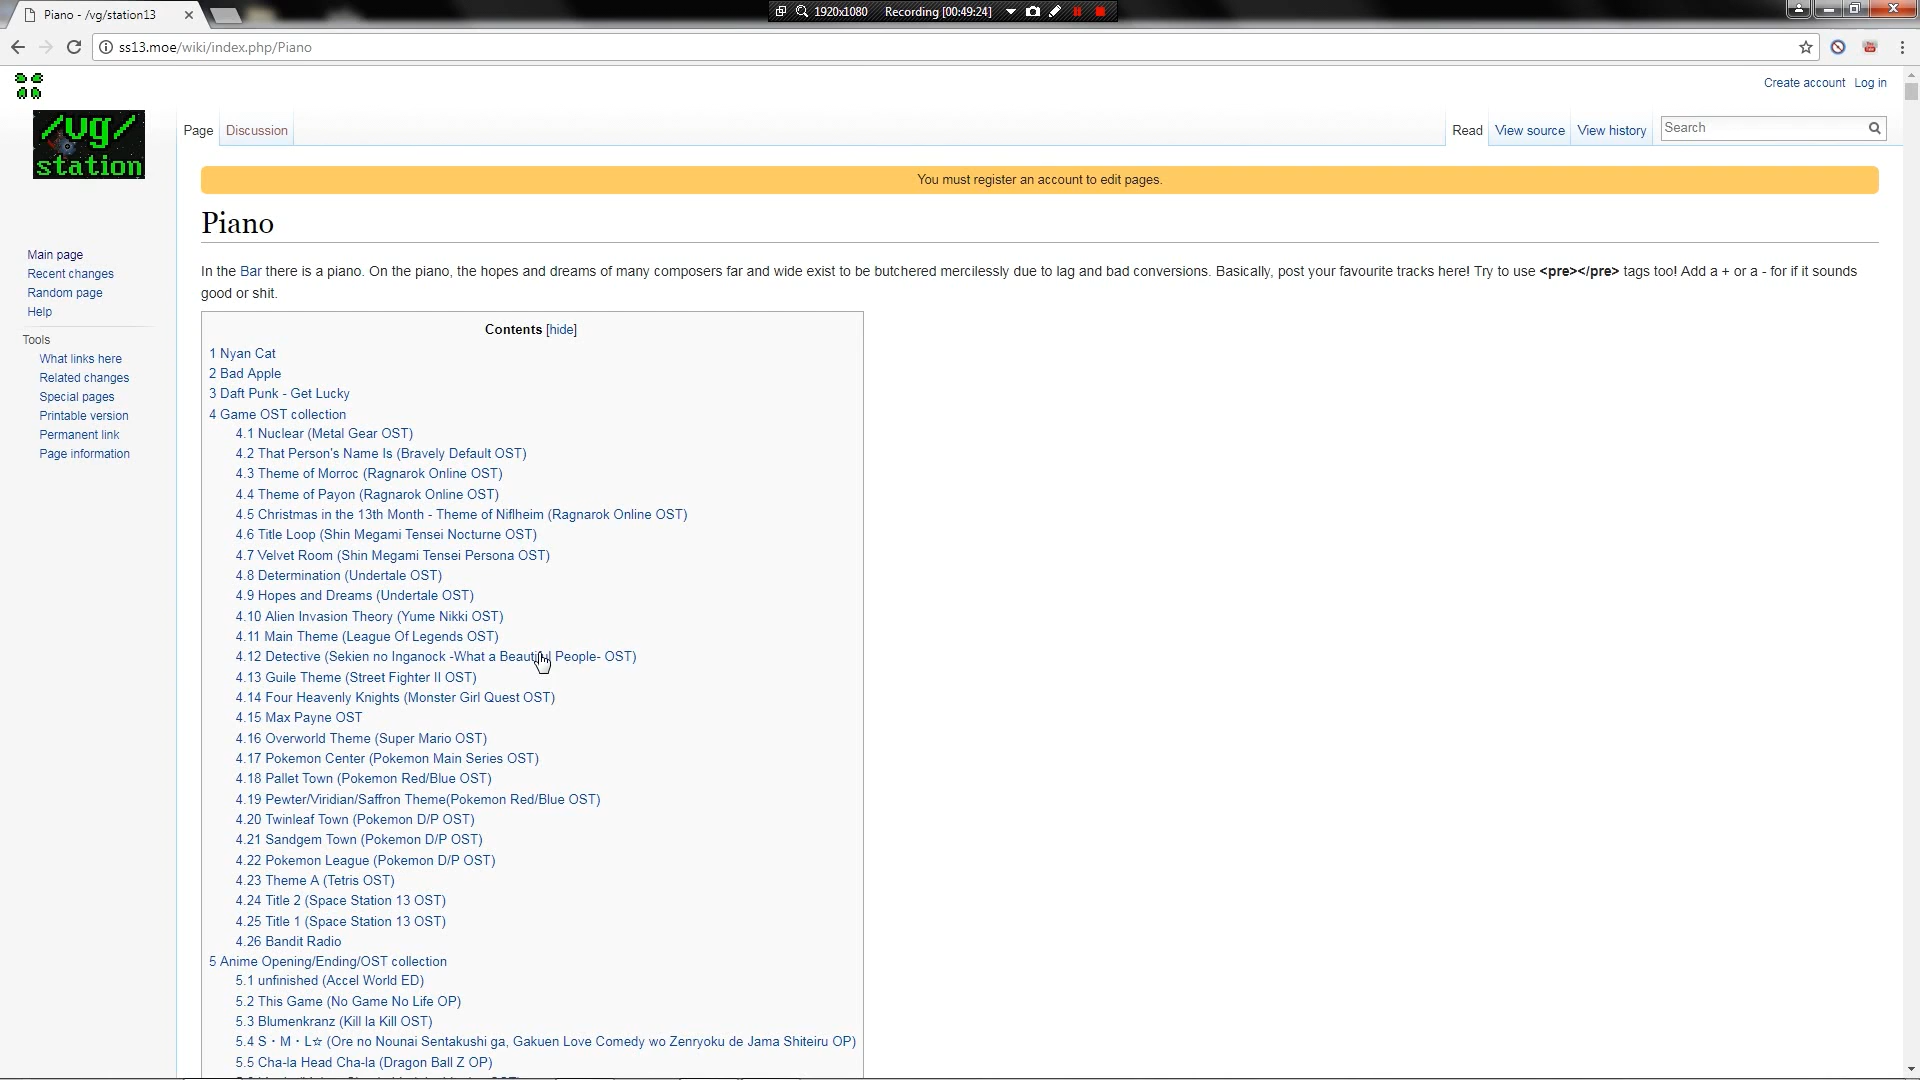 Piano - /vg/station13
1920x1080 Recording [00:49:24]
ss13.moe/wiki/index.php/Piano
Create account Log in
/vg/
station
Page Discussion Read View source View history Search
You must register an account to edit pages.
Piano
Main page
Recent changes
Random page
Help
Tools
What links here
Related changes
Special pages
Printable version
Permanent link
Page information
In the Bar there is a piano. On the piano, the hopes and dreams of many composers far and wide exist to be butchered mercilessly due to lag and bad conversions. Basically, post your favourite tracks here! Try to use <pre></pre> tags too! Add a + or a - for if it sounds
good or shit.
Contents [hide]
1 Nyan Cat
2 Bad Apple
3 Daft Punk - Get Lucky
4 Game OST collection
4.1 Nuclear (Metal Gear OST)
4.2 That Person's Name Is (Bravely Default OST)
4.3 Theme of Morroc (Ragnarok Online OST)
4.4 Theme of Payon (Ragnarok Online OST)
4.5 Christmas in the 13th Month - Theme of Niflheim (Ragnarok Online OST)
4.6 Title Loop (Shin Megami Tensei Nocturne OST)
4.7 Velvet Room (Shin Megami Tensei Persona OST)
4.8 Determination (Undertale OST)
4.9 Hopes and Dreams (Undertale OST)
4.10 Alien Invasion Theory (Yume Nikki OST)
4.11 Main Theme (League Of Legends OST)
4.12 Detective (Sekien no Inganock -What a Beautiful People- OST)
4.13 Guile Theme (Street Fighter II OST)
4.14 Four Heavenly Knights (Monster Girl Quest OST)
4.15 Max Payne OST
4.16 Overworld Theme (Super Mario OST)
4.17 Pokemon Center (Pokemon Main Series OST)
4.18 Pallet Town (Pokemon Red/Blue OST)
4.19 Pewter/Viridian/Saffron Theme(Pokemon Red/Blue OST)
4.20 Twinleaf Town (Pokemon D/P OST)
4.21 Sandgem Town (Pokemon D/P OST)
4.22 Pokemon League (Pokemon D/P OST)
4.23 Theme A (Tetris OST)
4.24 Title 2 (Space Station 13 OST)
4.25 Title 1 (Space Station 13 OST)
4.26 Bandit Radio
5 Anime Opening/Ending/OST collection
5.1 unfinished (Accel World ED)
5.2 This Game (No Game No Life OP)
5.3 Blumenkranz (Kill la Kill OST)
5.4 S・M・L☆ (Ore no Nounai Sentakushi ga, Gakuen Love Comedy wo Zenryoku de Jama Shiteiru OP)
5.5 Cha-la Head Cha-la (Dragon Ball Z OP)